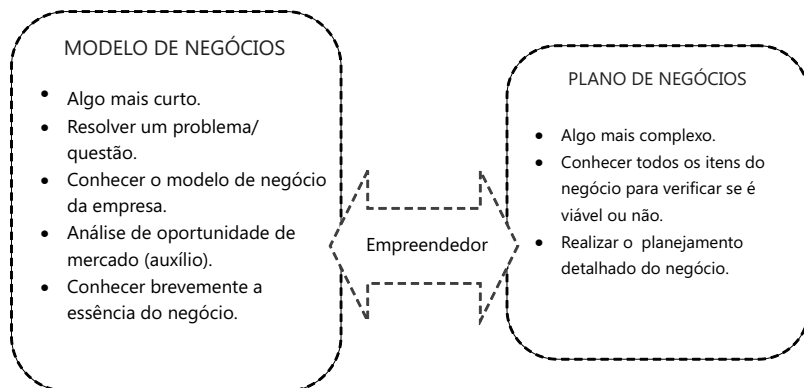 MODELO DE NEGÓCIOS
• Algo mais curto.
• Resolver um problema/
questão.
• Conhecer o modelo de negócio
da empresa.
• Análise de oportunidade de
mercado (auxílio).
• Conhecer brevemente a
essência do negócio.
Empreendedor
PLANO DE NEGÓCIOS
• Algo mais complexo.
• Conhecer todos os itens do
negócio para verificar se é
viável ou não.
• Realizar o planejamento
detalhado do negócio.